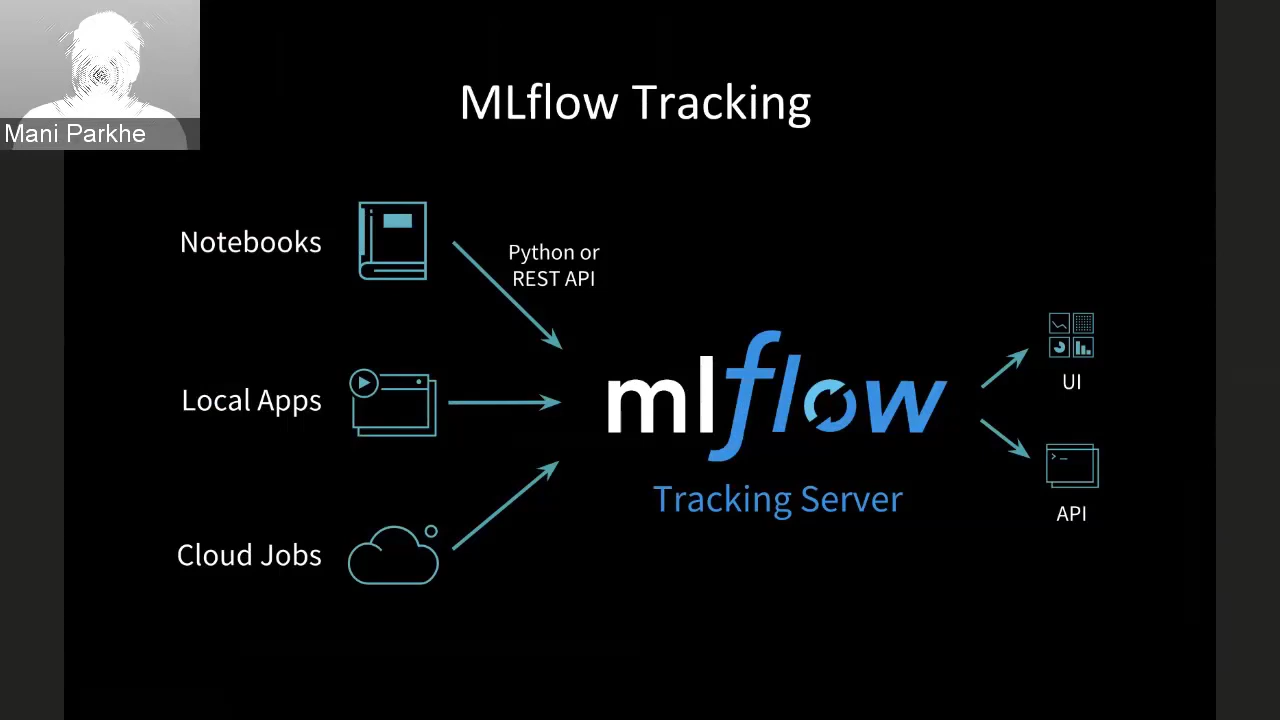 Mani Parkhe
MLflow Tracking
Notebooks
Python or
REST API
Local Apps
Cloud Jobs
mlflow
Tracking Server
UI
>_
API